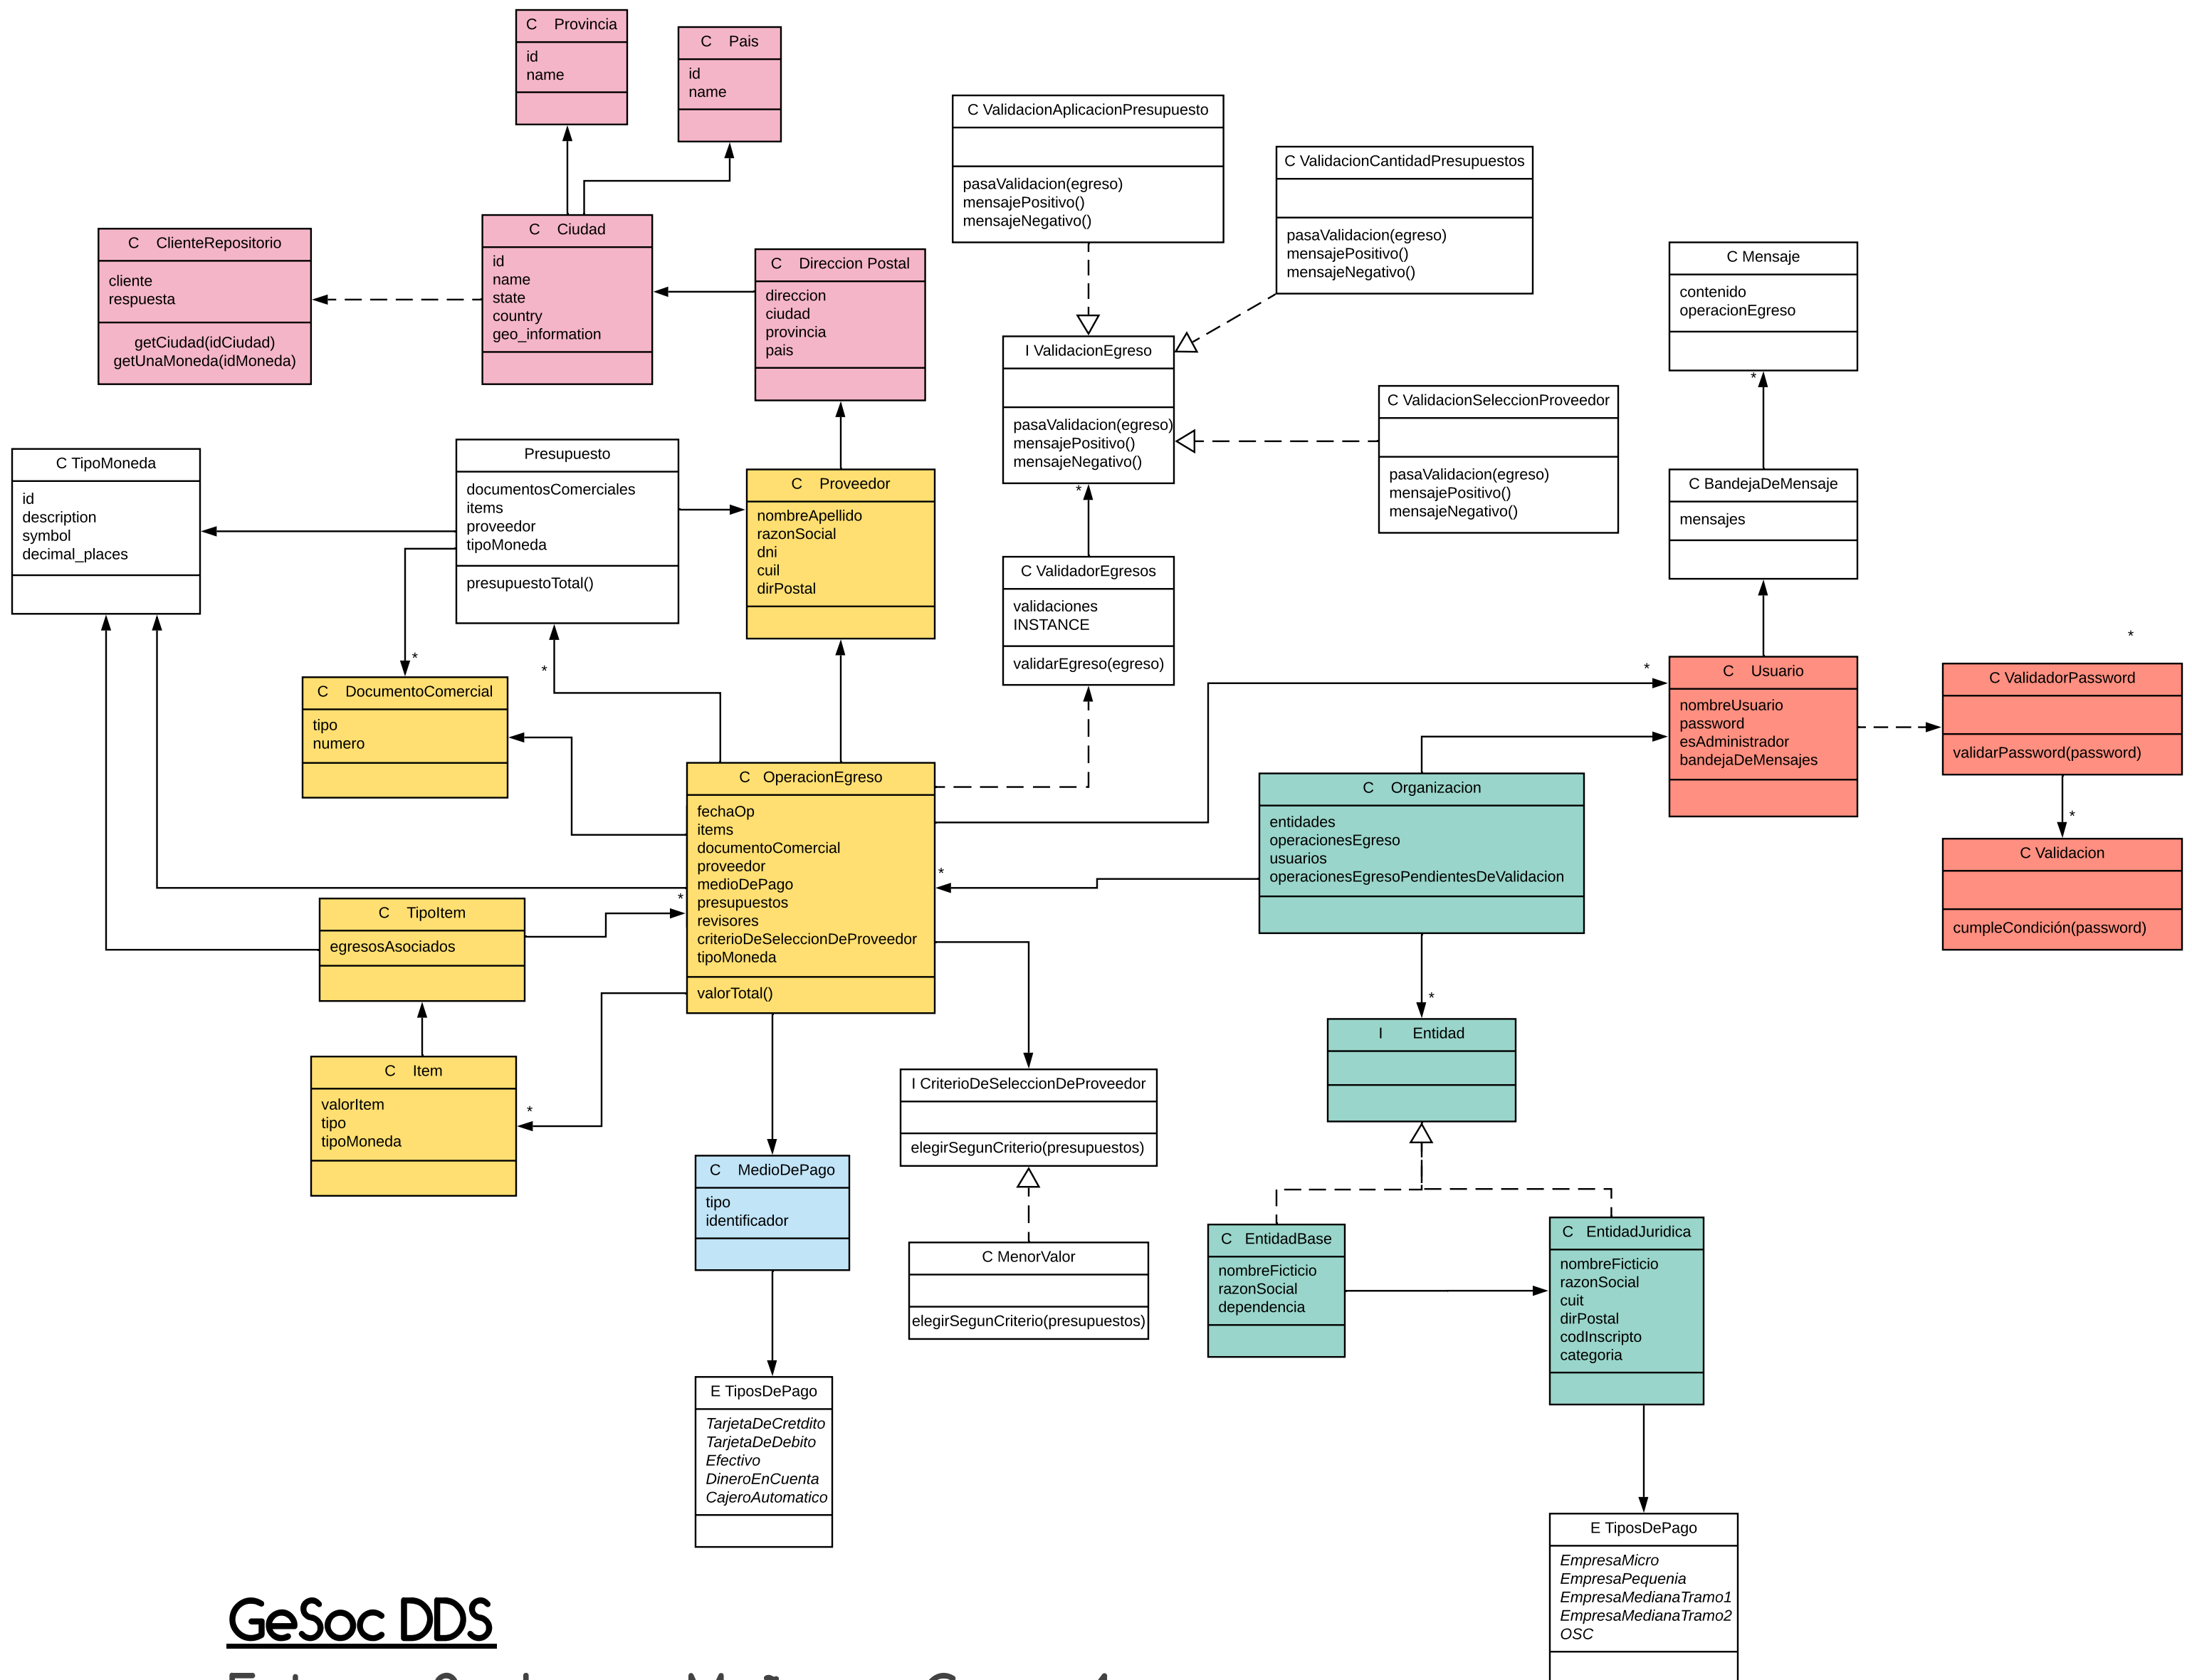 C Provincia
id
name
C Pais
id
name
C ValidacionAplicacionPresupuesto
pasaValidacion(egreso)
mensajePositivo()
mensajeNegativo()
C ValidacionCantidadPresupuestos
pasaValidacion(egreso)
mensajePositivo()
mensajeNegativo()
C ClienteRepositorio
cliente
respuesta
getCiudad(idCiudad)
getUnaMoneda(idMoneda)
C Ciudad
id
name
state
country
geo_information
C Direccion Postal
direccion
ciudad
provincia
pais
I ValidacionEgreso
pasaValidacion(egreso)
mensajePositivo()
mensajeNegativo()
*
C Mensaje
contenido
operacionEgreso
*
C ValidacionSeleccionProveedor
pasaValidacion(egreso)
mensajePositivo()
mensajeNegativo()
C TipoMoneda
id
description
symbol
decimal_places
Presupuesto
documentosComerciales
items
proveedor
tipoMoneda
presupuestoTotal()
C Proveedor
nombreApellido
razonSocial
dni
cuil
dirPostal
C ValidadorEgresos
validaciones
INSTANCE
validarEgreso(egreso)
C BandejaDeMensaje
mensajes
*
*
*
*
C DocumentoComercial
tipo
numero
C Usuario
nombreUsuario
password
esAdministrador
bandejaDeMensajes
C ValidadorPassword
validarPassword(password)
*
C Validacion
cumpleCondición(password)
C OperacionEgreso
fechaOp
items
documentoComercial
proveedor
medioDePago
presupuestos
revisores
criterioDeSeleccionDeProveedor
tipoMoneda
valorTotal()
*
*
C Organizacion
entidades
operacionesEgreso
usuarios
operacionesEgresoPendientesDeValidacion
*
C TipoItem
egresosAsociados
C Item
valorItem
tipo
tipoMoneda
*
I Entidad
I CriterioDeSeleccionDeProveedor
elegirSegunCriterio(presupuestos)
C MedioDePago
tipo
identificador
C MenorValor
elegirSegunCriterio(presupuestos)
C EntidadBase
nombreFicticio
razonSocial
dependencia
C EntidadJuridica
nombreFicticio
razonSocial
cuit
dirPostal
codInscripto
categoria
E TiposDePago
TarjetaDeCretdito
TarjetaDeDebito
Efectivo
DineroEnCuenta
CajeroAutomatico
E TiposDePago
EmpresaMicro
EmpresaPequenia
EmpresaMedianaTramo1
EmpresaMedianaTramo2
OSC
GeSoc DDS